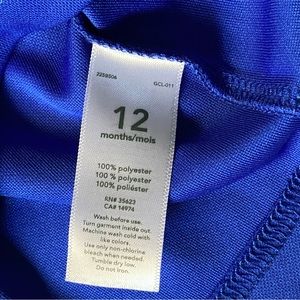 2258506 GCL-011
12
months/mois
100% polyester
100% polyester
100% poliéster
RN# 35623
CA# 14974
Wash before use.
Turn garment inside out.
Machine wash cold with
like colors.
Use only non-chlorine
bleach when needed.
Tumble dry low.
Do not iron.